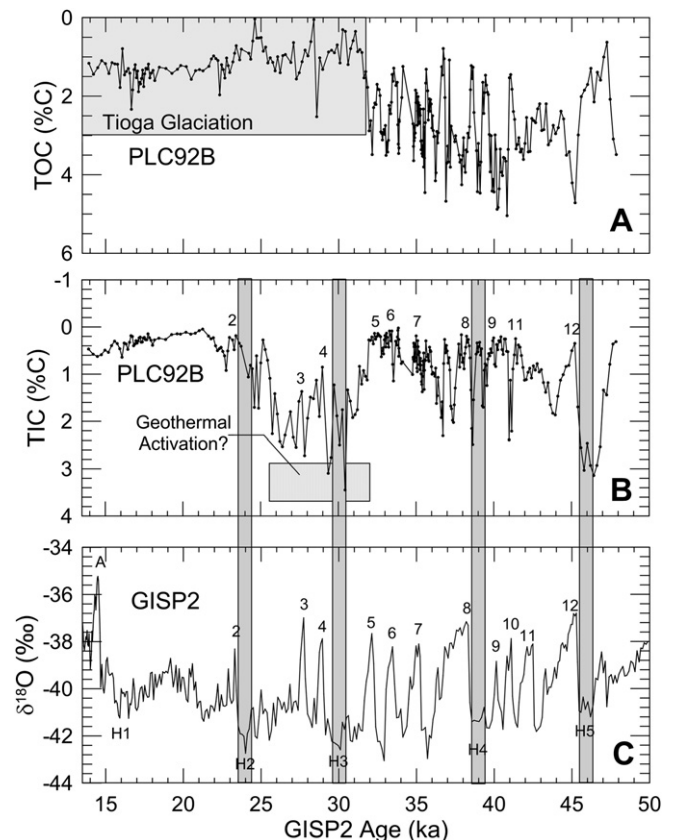 0
2
4
6
TOC (%C)
Tioga Glaciation
PLC92B
A
-1
0
1
2
3
4
TIC (%C)
2
3
4
5
6
7
8
9
11
12
PLC92B
Geothermal
Activation?
B
-34
-36
-38
-40
-42
-44
δ18O (‰)
A
GISP2
2
3
4
5
6
7
8
9
10
11
12
H1
H2
H3
H4
H5
C
15 20 25 30 35 40 45 50
GISP2 Age (ka)